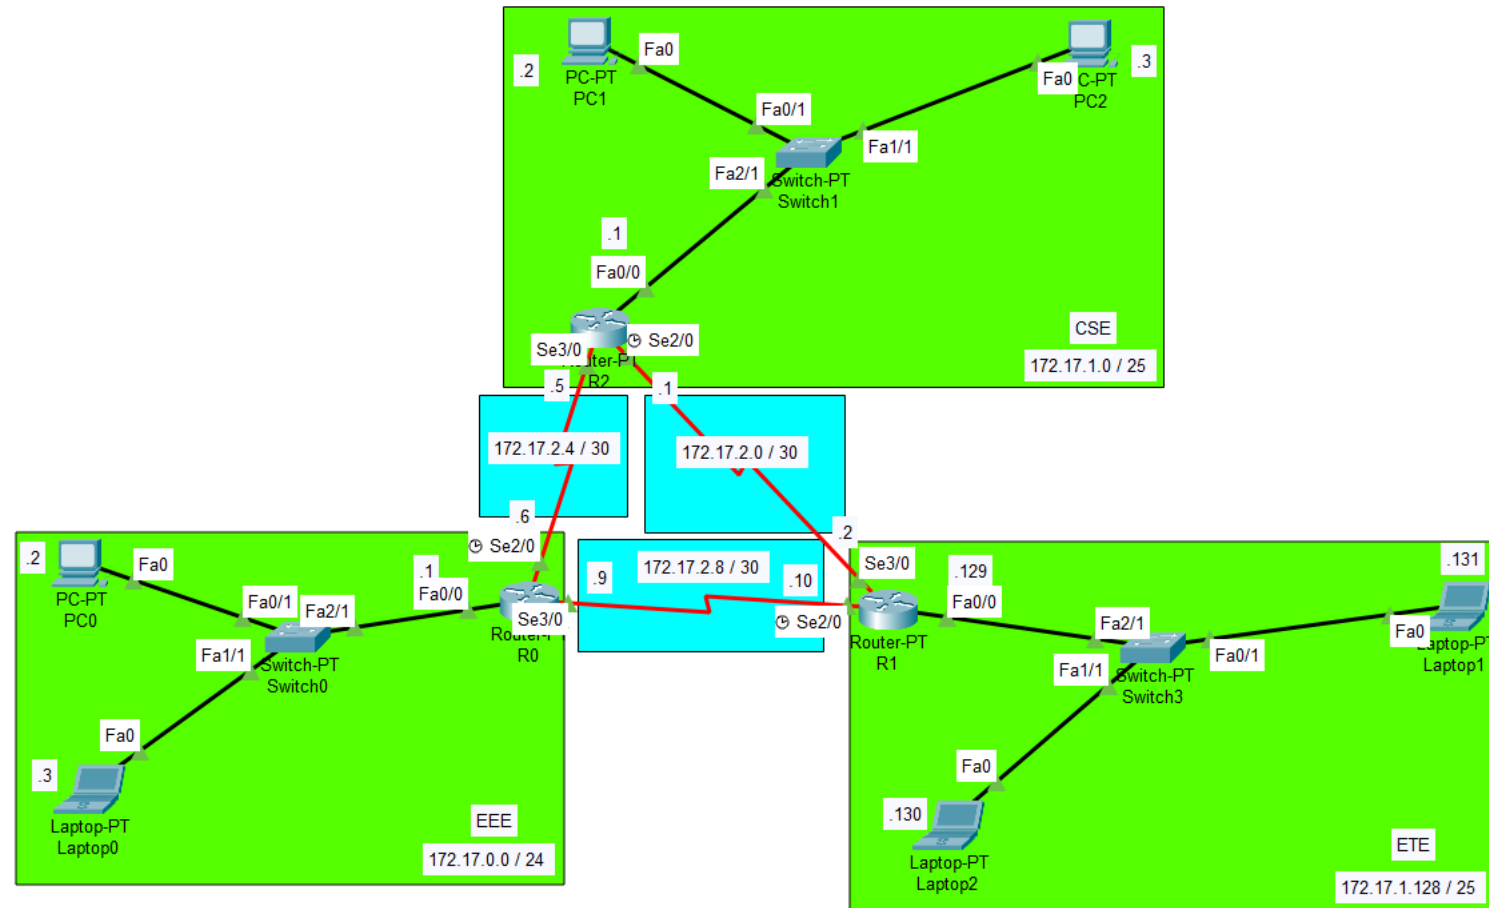 .2
Fa0
PC-PT
PC1
Fa0/1
Fa0
C-PT
PC2
.3
Fa1/1
Fa2/1
Switch-PT
Switch1
.1
Fa0/0
Se3/0
Se2/0
R2
CSE
172.17.1.0 / 25
.5
.1
172.17.2.4 / 30
172.17.2.0 / 30
.6
.2
Se2/0
172.17.2.8 / 30
.9
.10
Se3/0
.129
.131
.2
Fa0
PC-PT
PC0
Fa0/1
Fa2/1
.1
Fa0/0
Se3/0
R0
Se2/0
Router-PT
R1
Fa0/0
Fa2/1
Fa0/1
Fa0
Laptop1
Fa1/1
Switch-PT
Switch0
Fa1/1
Switch-PT
Switch3
Fa0
.3
Laptop-PT
Laptop0
EEE
172.17.0.0 / 24
Fa0
.130
Laptop-PT
Laptop2
ETE
172.17.1.128 / 25